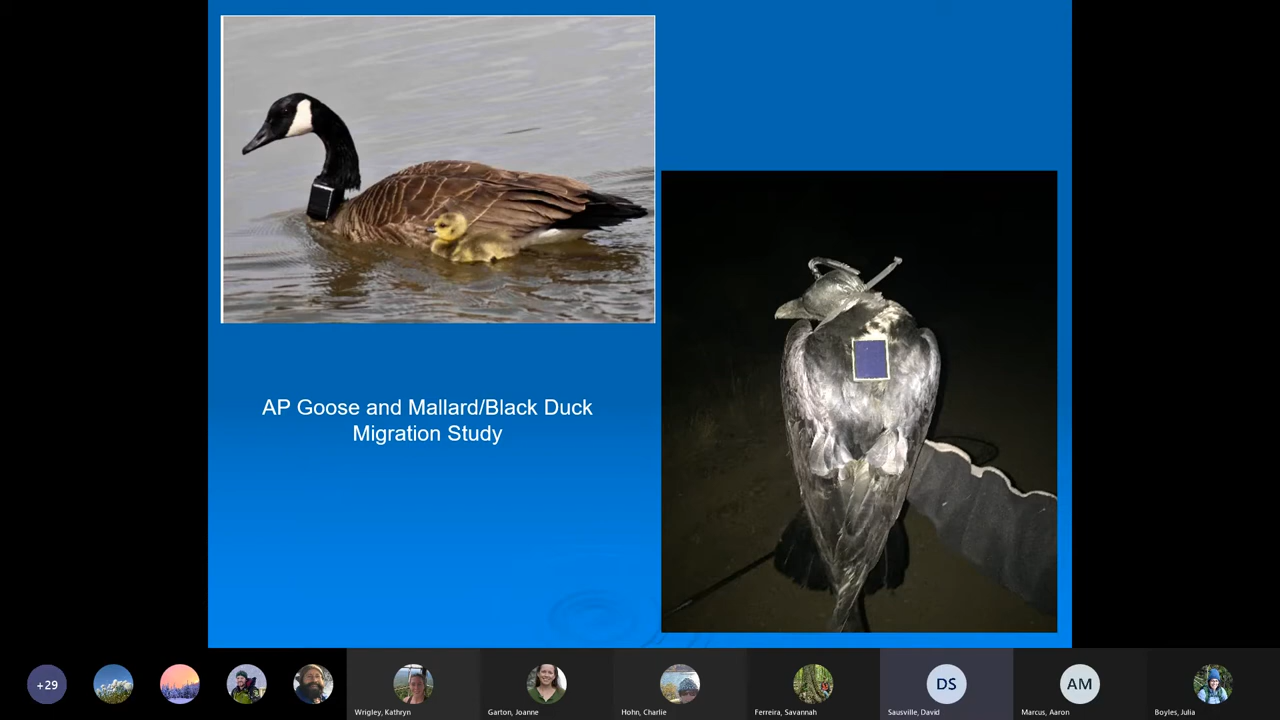 AP Goose and Mallard/Black Duck
Migration Study
+29
DS
AM
Wrigley, Kathryn
Garton, Joanne
Hohn, Charlie
Ferreira, Savannah
Sausville, David
Marcus, Aaron
Boyles, Julia